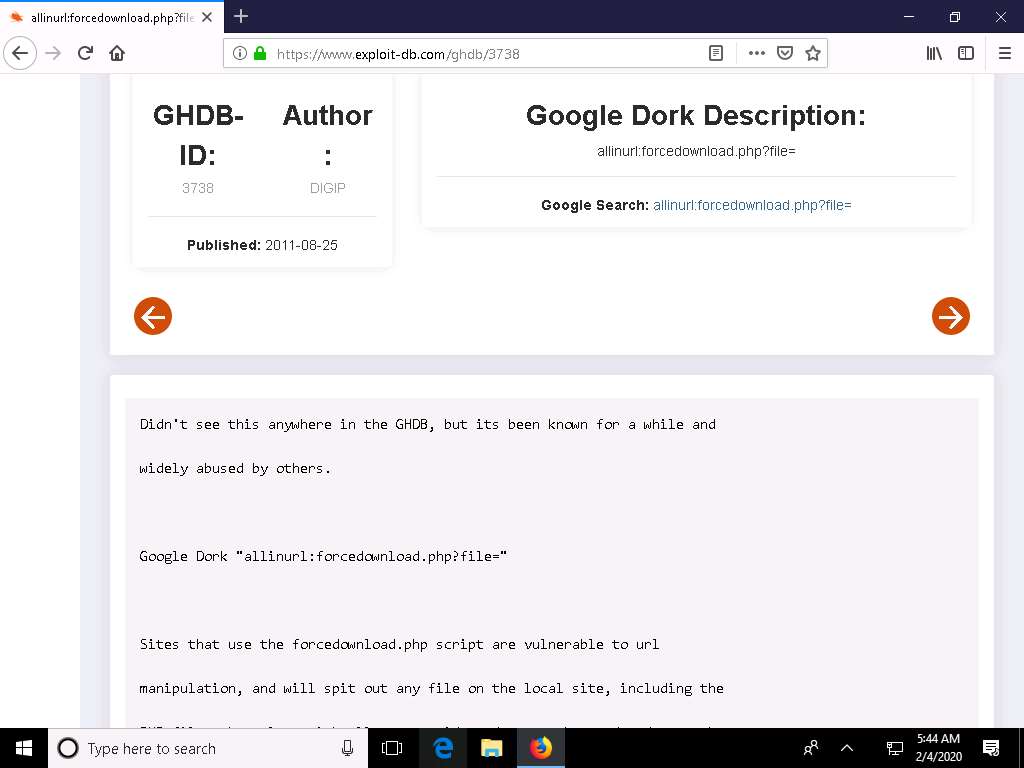 allinurl:forcedownload.php?file
https://www.exploit-db.com/ghdb/3738
GHDB-ID:
Author:
3738
DIGIP
Published: 2011-08-25
Google Dork Description:
allinurl:forcedownload.php?file=
Google Search: allinurl:forcedownload.php?file=
Didn't see this anywhere in the GHDB, but its been known for a while and
widely abused by others.
Google Dork "allinurl:forcedownload.php?file="
Sites that use the forcedownload.php script are vulnerable to url
manipulation, and will spit out any file on the local site, including the
Type here to search
5:44 AM
2/4/2020